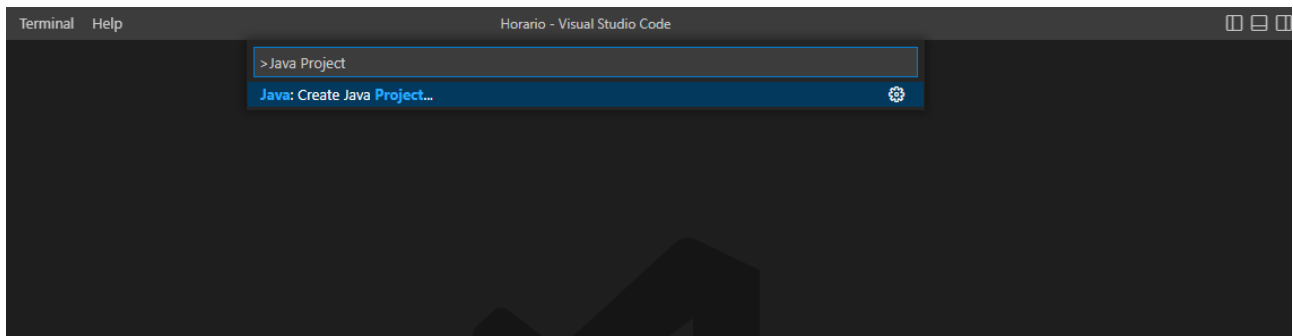 Terminal Help Horario - Visual Studio Code
>Java Project
Java: Create Java Project...